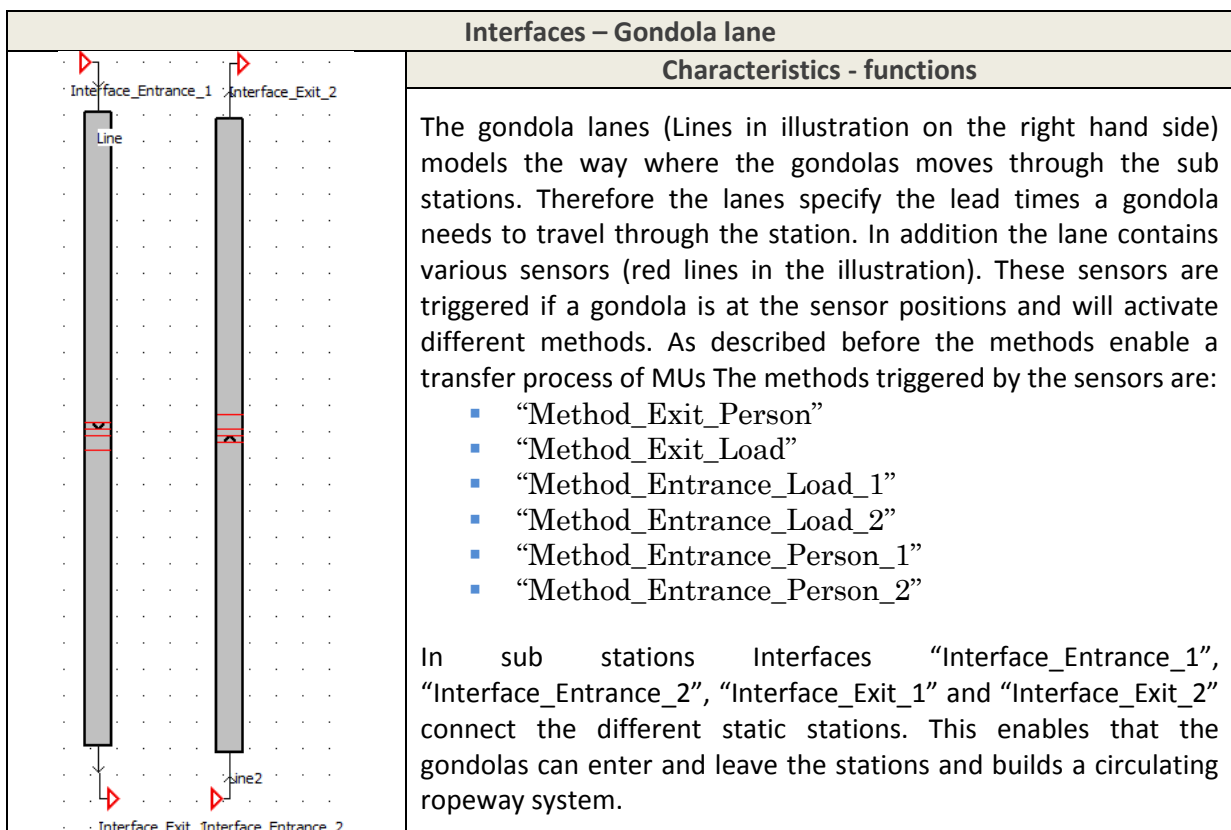 Interfaces – Gondola lane
Characteristics - functions
Interface_Entrance_1
Interface_Exit_2
Line
The gondola lanes (Lines in illustration on the right hand side)
models the way where the gondolas moves through the sub
stations. Therefore the lanes specify the lead times a gondola
needs to travel through the station. In addition the lane contains
various sensors (red lines in the illustration). These sensors are
triggered if a gondola is at the sensor positions and will activate
different methods. As described before the methods enable a
transfer process of MUs The methods triggered by the sensors are:
▪ “Method_Exit_Person”
▪ “Method_Exit_Load”
▪ “Method_Entrance_Load_1”
▪ “Method_Entrance_Load_2”
▪ “Method_Entrance_Person_1”
▪ “Method_Entrance_Person_2”
In sub stations Interfaces “Interface_Entrance_1”,
“Interface_Entrance_2”, “Interface_Exit_1” and “Interface_Exit_2”
connect the different static stations. This enables that the
gondolas can enter and leave the stations and builds a circulating
ropeway system.
ine2
Interface_Exit_
Interface_Entrance_2